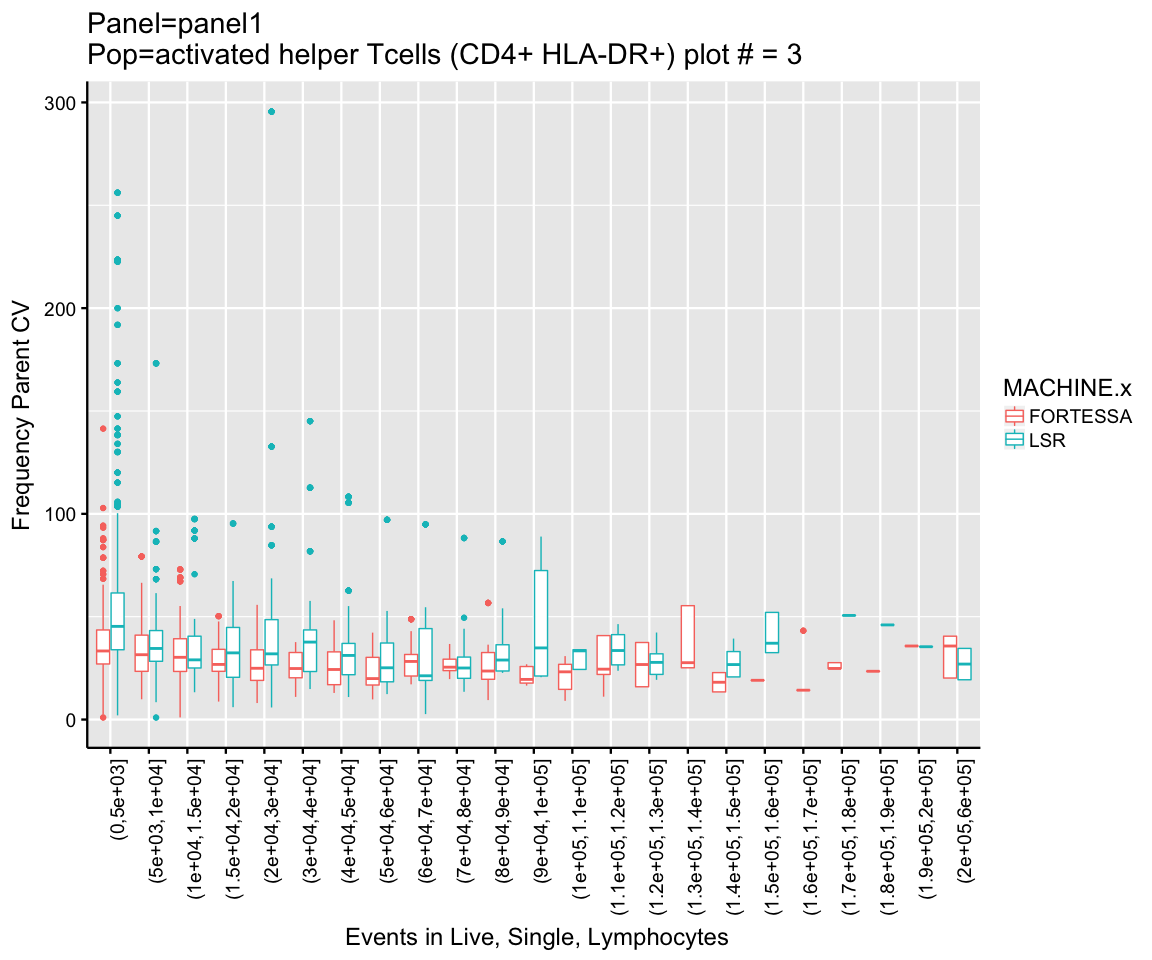 Panel=panel1
Pop=activated helper Tcells (CD4+ HLA-DR+) plot # = 3
Frequency Parent CV
300
200
100
0
(0,5e+03]
(5e+03,1e+04]
(1e+04,1.5e+04]
(1.5e+04,2e+04]
(2e+04,3e+04]
(3e+04,4e+04]
(4e+04,5e+04]
(5e+04,6e+04]
(6e+04,7e+04]
(7e+04,8e+04]
(8e+04,9e+04]
(9e+04,1e+05]
(1e+05,1.1e+05]
(1.1e+05,1.2e+05]
(1.2e+05,1.3e+05]
(1.3e+05,1.4e+05]
(1.4e+05,1.5e+05]
(1.5e+05,1.6e+05]
(1.6e+05,1.7e+05]
(1.7e+05,1.8e+05]
(1.8e+05,1.9e+05]
(1.9e+05,2e+05]
(2e+05,6e+05]
Events in Live, Single, Lymphocytes
MACHINE.x
FORTESSA
LSR